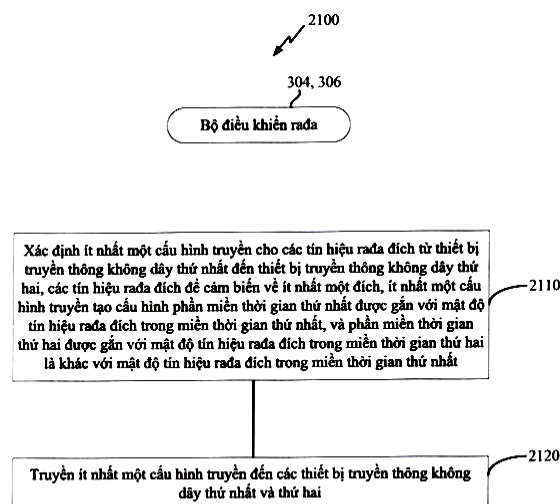 2100
304, 306
Bộ điều khiển rađa
Xác định ít nhất một cấu hình truyền cho các tín hiệu rađa đích từ thiết bị
truyền thông không dây thứ nhất đến thiết bị truyền thông không dây thứ
hai, các tín hiệu rađa đích để cảm biến về ít nhất một đích, ít nhất một cấu
hình truyền tạo cấu hình phần miền thời gian thứ nhất được gắn với mật độ
tín hiệu rađa đích trong miền thời gian thứ nhất, và phần miền thời gian
thứ hai được gắn với mật độ tín hiệu rađa đích trong miền thời gian thứ hai
là khác với mật độ tín hiệu rađa đích trong miền thời gian thứ nhất
2110
2120
Truyền ít nhất một cấu hình truyền đến các thiết bị truyền thông không
dây thứ nhất và thứ hai